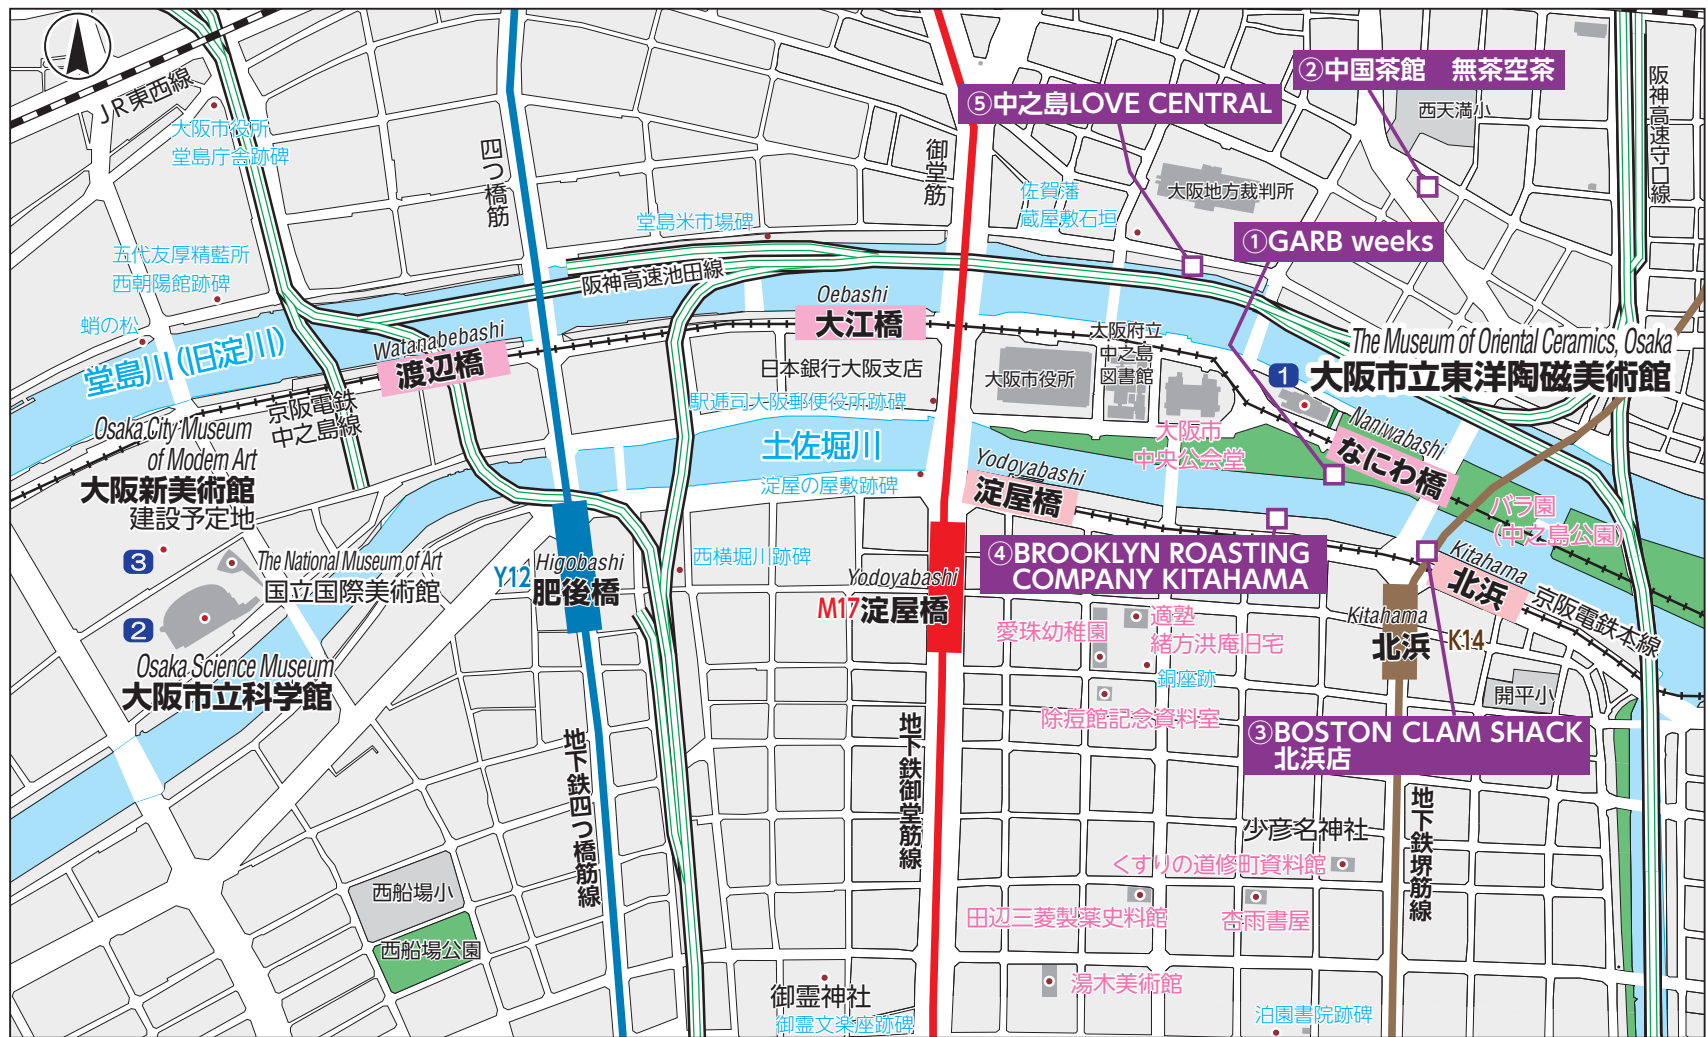 JR東西線
大阪市役所
堂島庁舎跡碑
四つ橋筋
御堂筋
⑤中之島LOVE CENTRAL
②中国茶館 無茶空茶
西天満小
阪神高速守口線
佐賀藩
蔵屋敷石垣
大阪地方裁判所
①GARB weeks
堂島米市場碑
五代友厚精藍所
西朝陽館跡碑
阪神高速池田線
蛸の松
堂島川(旧淀川)
Watanabebashi
渡辺橋
Oebashi
大江橋
日本銀行大阪支店
大阪市役所
大阪府立
中之島
図書館
The Museum of Oriental Ceramics, Osaka
1
大阪市立東洋陶磁美術館
京阪電鉄
中之島線
駅逓司大阪郵便役所跡碑
大阪市
中央公会堂
Naniwabashi
なにわ橋
Osaka City Museum
of Modern Art
大阪新美術館
建設予定地
土佐堀川
淀屋の屋敷跡碑
Yodoyabashi
淀屋橋
バラ園
(中之島公園)
3
The National Museum of Art
国立国際美術館
2
Osaka Science Museum
大阪市立科学館
Y12
Higobashi
肥後橋
西横堀川跡碑
Yodoyabashi
M17
淀屋橋
④BROOKLYN ROASTING
COMPANY KITAHAMA
Kitahama
北浜
京阪電鉄本線
愛珠幼稚園
適塾
緒方洪庵旧宅
銅座跡
除痘館記念資料室
Kitahama
北浜
K14
開平小
③BOSTON CLAM SHACK
北浜店
地下鉄四つ橋筋線
地下鉄御堂筋線
地下鉄堺筋線
少彦名神社
くすりの道修町資料館
西船場小
西船場公園
田辺三菱製薬史料館
杏雨書屋
御霊神社
御霊文楽座跡碑
湯木美術館
泊園書院跡碑